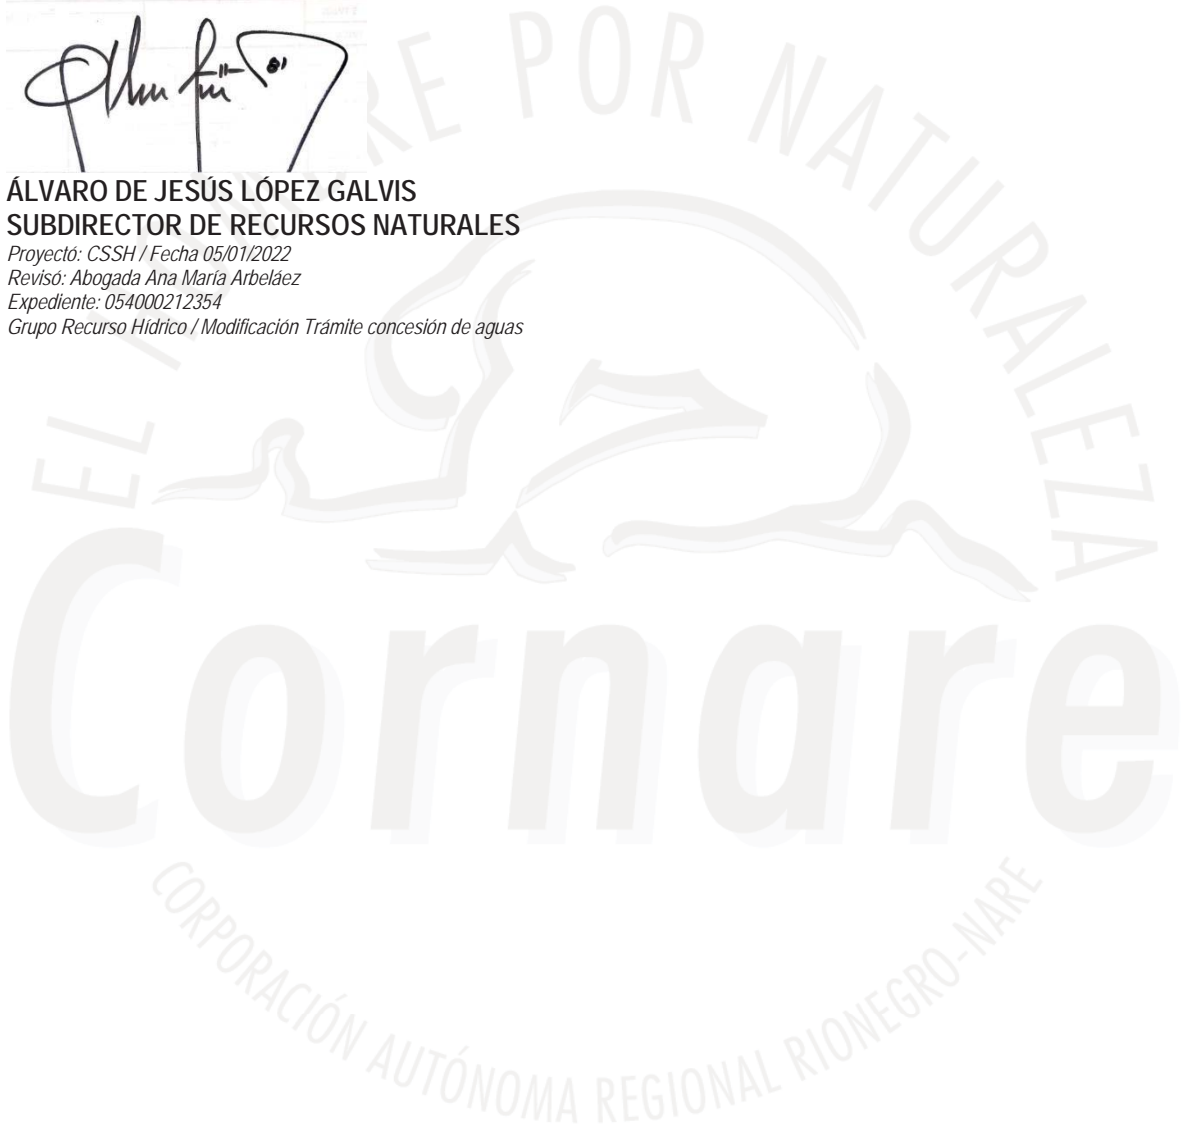 ÁLVARO DE JESÚS LÓPEZ GALVIS
SUBDIRECTOR DE RECURSOS NATURALES
Proyectó: CSSH / Fecha 05/01/2022
Revisó: Abogada Ana María Arbeláez
Expediente: 054000212354
Grupo Recurso Hídrico / Modificación Trámite concesión de aguas
EL HOMBRE POR NATURALEZA
Cornare
CORPORACIÓN AUTÓNOMA REGIONAL RIONEGRO-NARE